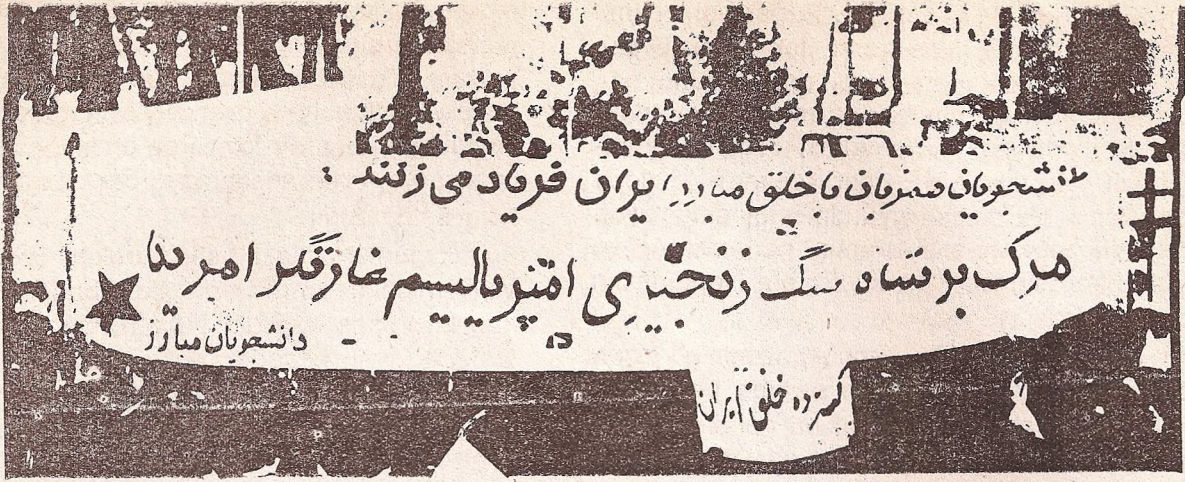 دانشجویان همزمان با خلق مبارز ایران فریاد می زنند :
مرگ بر شاه سگ زنجیری امپریالیسم غارتگر امریکا
دانشجویان مبارز
خلق ایران